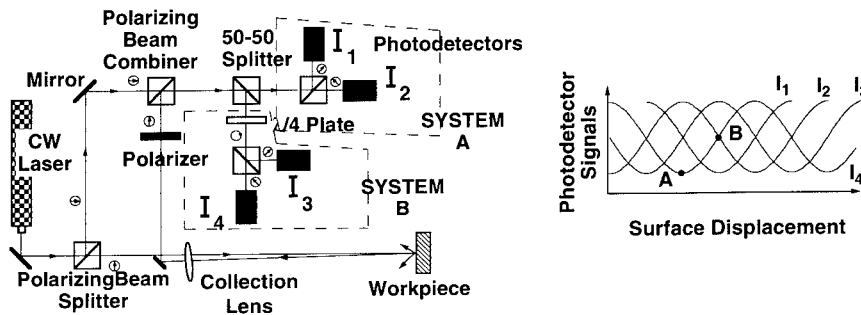 Polarizing
Beam
Combiner
50-50
Splitter
I1
Photodetectors
Mirror
I2
CW
Laser
Polarizer
λ/4 Plate
SYSTEM
A
I3
I4
SYSTEM
B
PolarizingBeam
Splitter
Collection
Lens
Workpiece
Photodetector
Signals
I1
I2
I3
I4
A
B
Surface Displacement